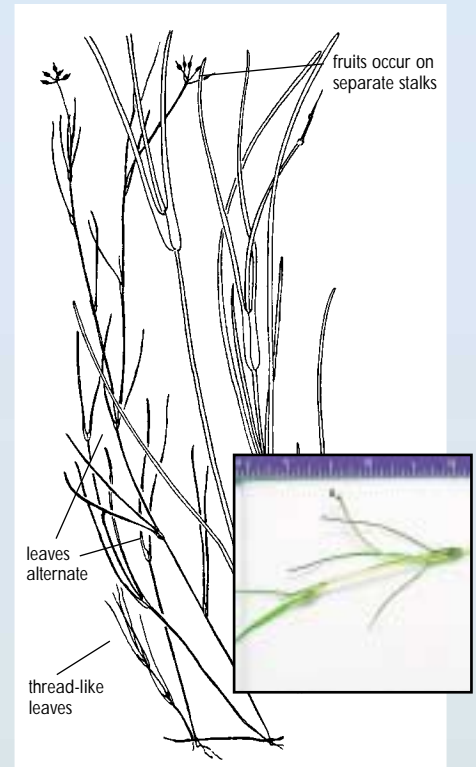 fruits occur on
separate stalks
leaves
alternate
thread-like
leaves